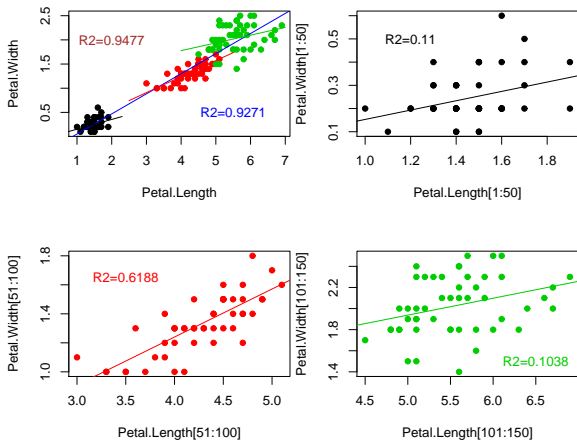 R2=0.9477
R2=0.9271
Petal.Width
0.5
1.5
2.5
1 2 3 4 5 6 7
Petal.Length
R2=0.11
Petal.Width[1:50]
0.1
0.3
0.5
1.0 1.2 1.4 1.6 1.8
Petal.Length[1:50]
R2=0.6188
Petal.Width[51:100]
1.0
1.4
1.8
3.0 3.5 4.0 4.5 5.0
Petal.Length[51:100]
R2=0.1038
Petal.Width[101:150]
1.4
1.8
2.2
4.5 5.0 5.5 6.0 6.5
Petal.Length[101:150]